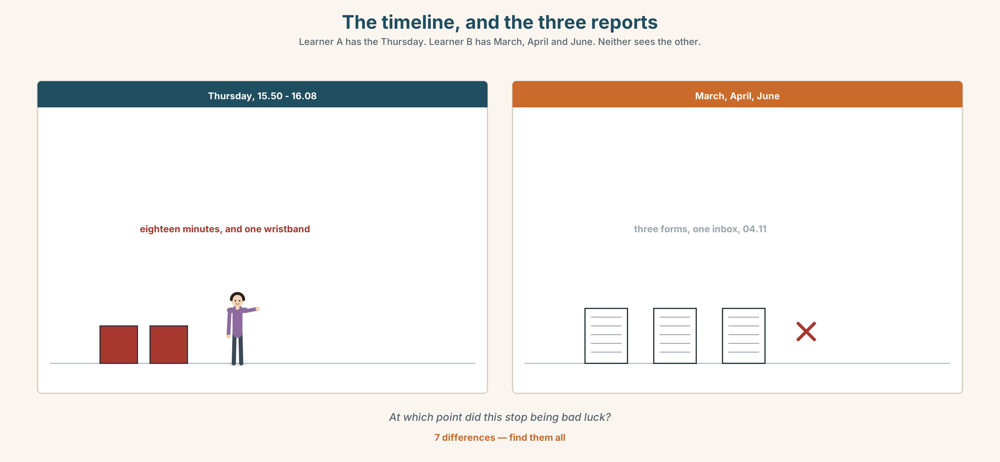 The timeline, and the three reports
Learner A has the Thursday. Learner B has March, April and June. Neither sees the other.
Thursday, 15.50 - 16.08
March, April, June
eighteen minutes, and one wristband
three forms, one inbox, 04.11
At which point did this stop being bad luck?
7 differences — find them all